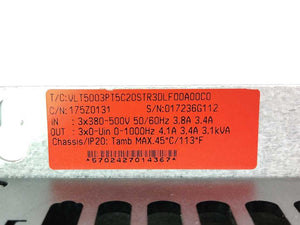 T/C:VLT5003PT5C20STR3DLF00A00C0
C/N:175Z0131 S/N:017236G112
IN : 3x380-500V 50/60Hz 3.8A 3.4A
OUT : 3x0-Uin 0-1000Hz 4.1A 3.4A 3.1kVA
Chassis/IP20: Tamb MAX.45°C/113°F
*5702427014367*